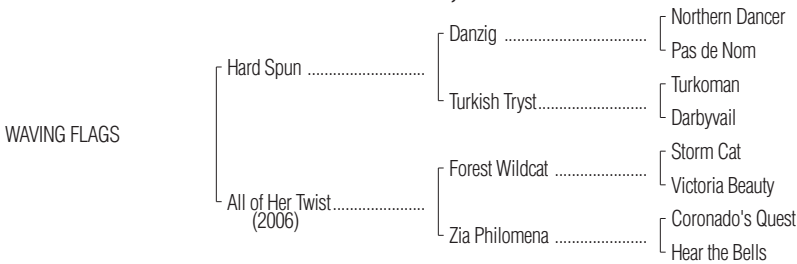 Northern Dancer
Danzig ..................................
Pas de Nom
Hard Spun ............................
Turkoman
Turkish Tryst..........................
Darbyvail
WAVING FLAGS
Storm Cat
Forest Wildcat ......................
Victoria Beauty
All of Her Twist......................
(2006)
Coronado's Quest
Zia Philomena ......................
Hear the Bells